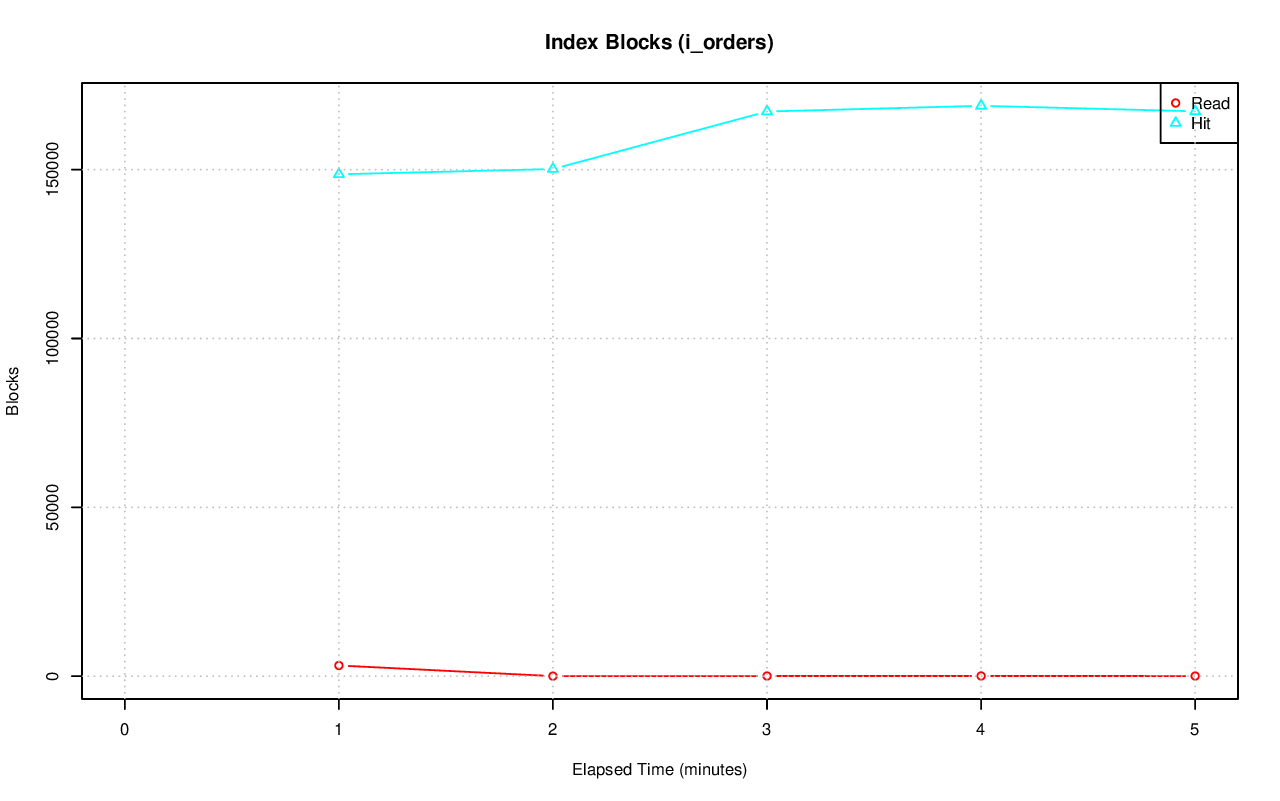 Index Blocks (i_orders)
Read
Hit
150000
100000
50000
0
Blocks
0 1 2 3 4 5
Elapsed Time (minutes)